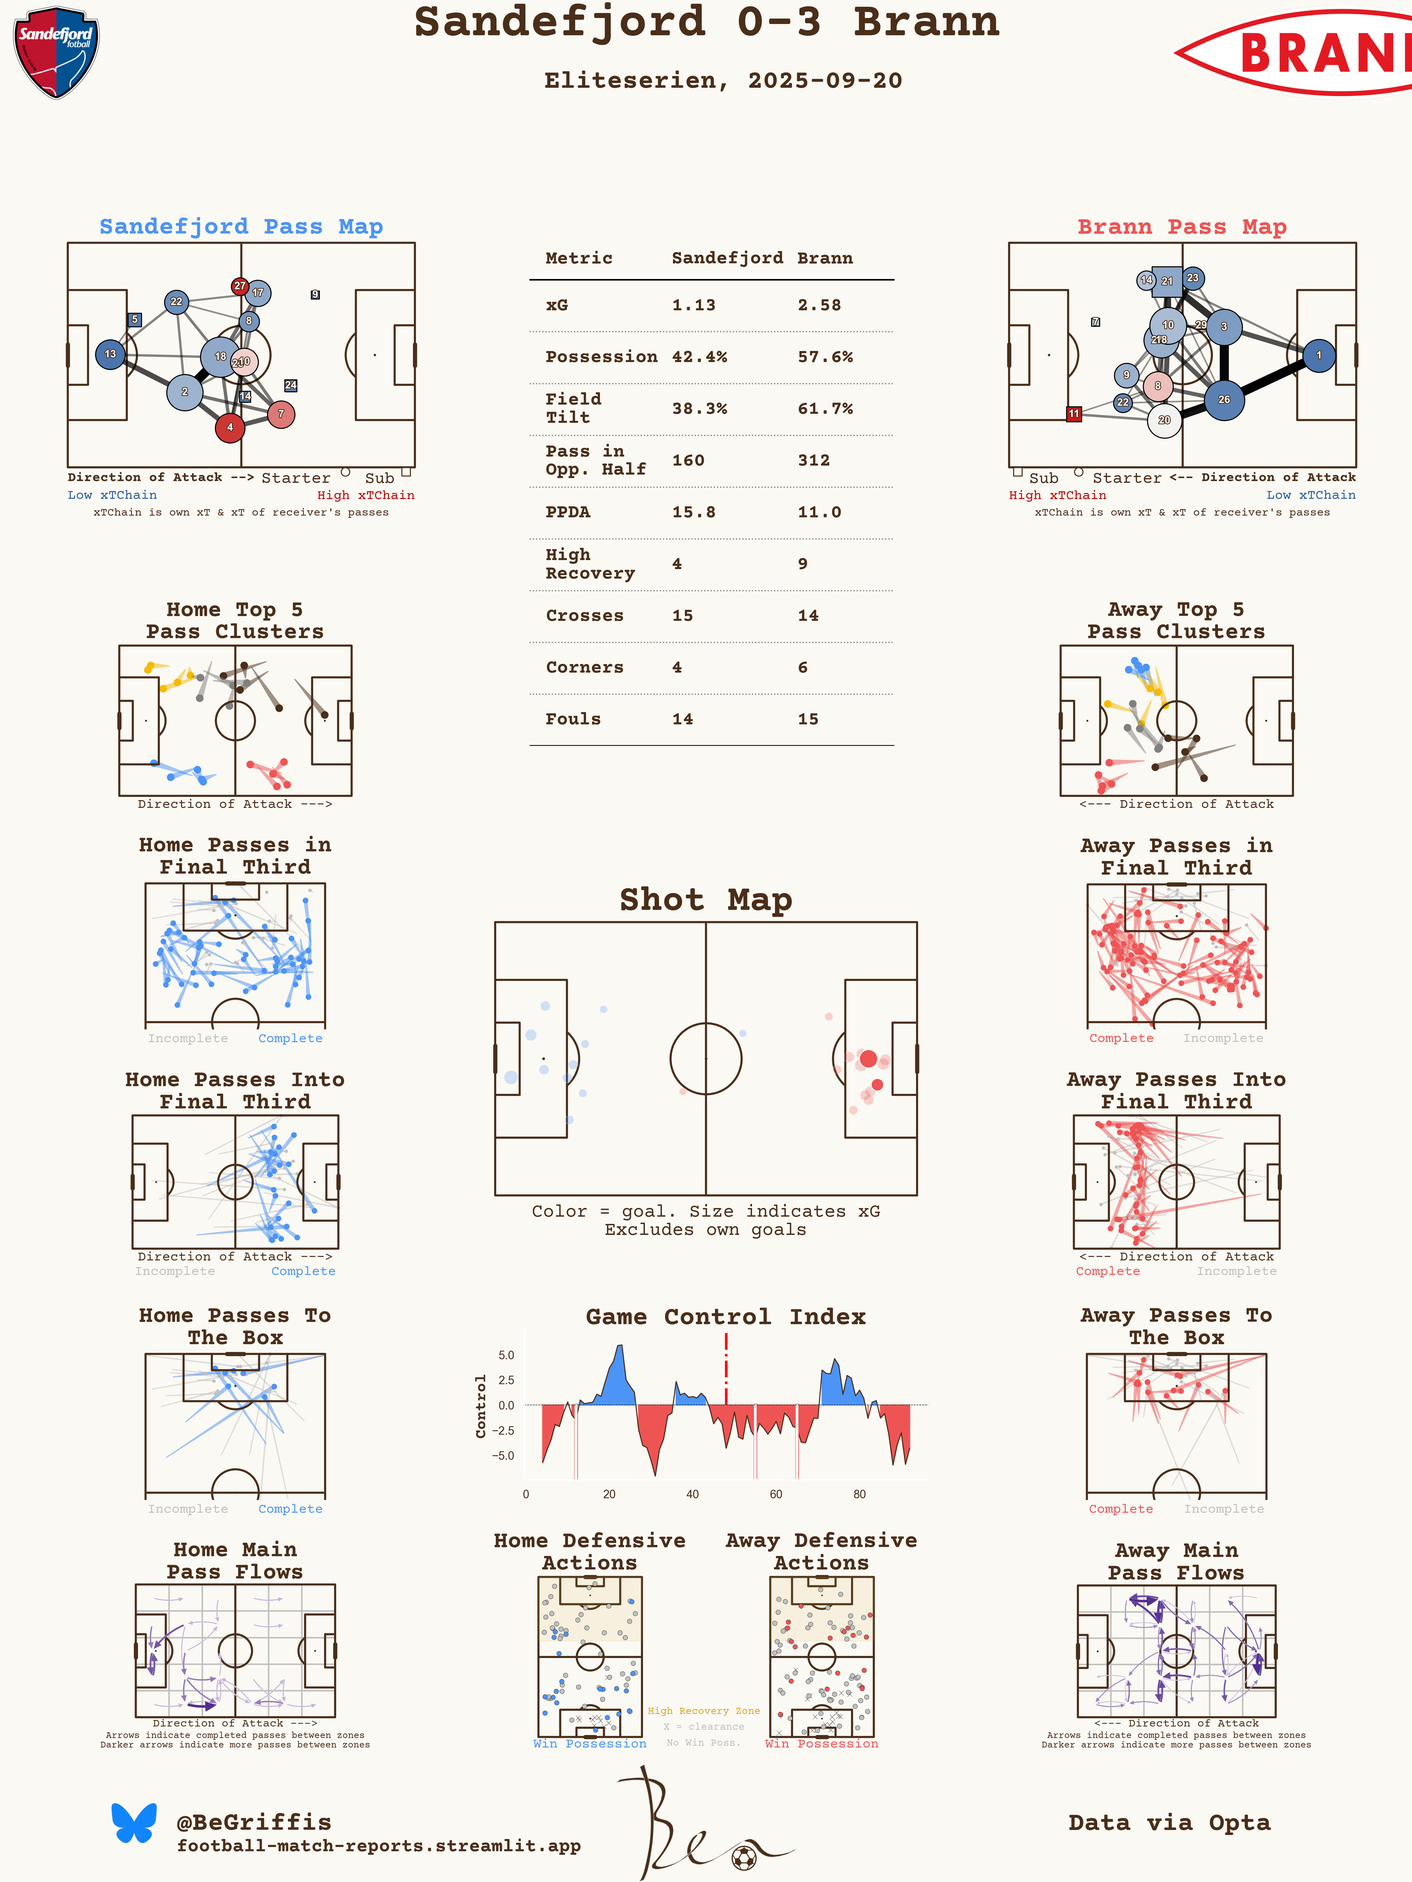 Sandefjord 0-3 Brann
Eliteserien, 2025-09-20
Sandefjord
fotball
BRANN
Sandefjord Pass Map
27
17
9
22
5
8
13
18
10
2
24
14
7
4
Direction of Attack --> Starter Sub
Low xTChain High xTChain
xTChain is own xT & xT of receiver's passes
Metric Sandefjord Brann
xG 1.13 2.58
Possession 42.4% 57.6%
Field
Tilt 38.3% 61.7%
Pass in
Opp. Half 160 312
PPDA 15.8 11.0
High
Recovery 4 9
Crosses 15 14
Corners 4 6
Fouls 14 15
Brann Pass Map
14 21 23
7
10 29 3
18
1
9
8
22 26
11
20
Sub Starter <-- Direction of Attack
High xTChain Low xTChain
xTChain is own xT & xT of receiver's passes
Home Top 5
Pass Clusters
Direction of Attack --->
Away Top 5
Pass Clusters
<--- Direction of Attack
Home Passes in
Final Third
Incomplete Complete
Away Passes in
Final Third
Complete Incomplete
Shot Map
Color = goal. Size indicates xG
Excludes own goals
Home Passes Into
Final Third
Direction of Attack --->
Incomplete Complete
Away Passes Into
Final Third
<--- Direction of Attack
Complete Incomplete
Home Passes To
The Box
Incomplete Complete
Game Control Index
Control
5.0
2.5
0.0
−2.5
−5.0
0 20 40 60 80
Away Passes To
The Box
Complete Incomplete
Home Main
Pass Flows
Direction of Attack --->
Arrows indicate completed passes between zones
Darker arrows indicate more passes between zones
Home Defensive
Actions
Win Possession
Away Defensive
Actions
Win Possession
High Recovery Zone
X = clearance
No Win Poss.
Away Main
Pass Flows
<--- Direction of Attack
Arrows indicate completed passes between zones
Darker arrows indicate more passes between zones
@BeGriffis
football-match-reports.streamlit.app
Ben
Data via Opta